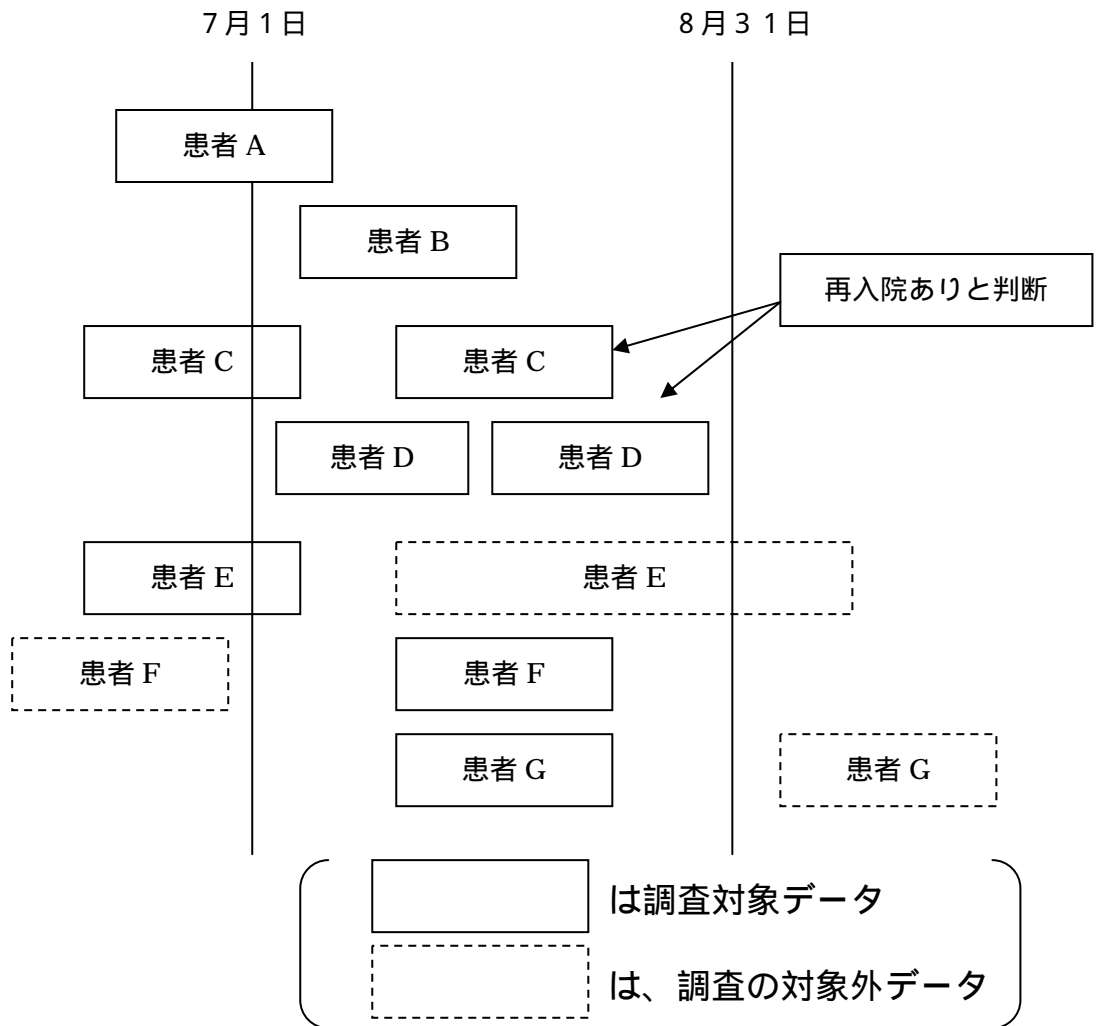 7月1日
8月31日
患者 A
患者 B
再入院ありと判断
患者 C
患者 C
患者 D
患者 D
患者 E
患者 E
患者 F
患者 F
患者 G
患者 G
は調査対象データ
は、調査の対象外データ